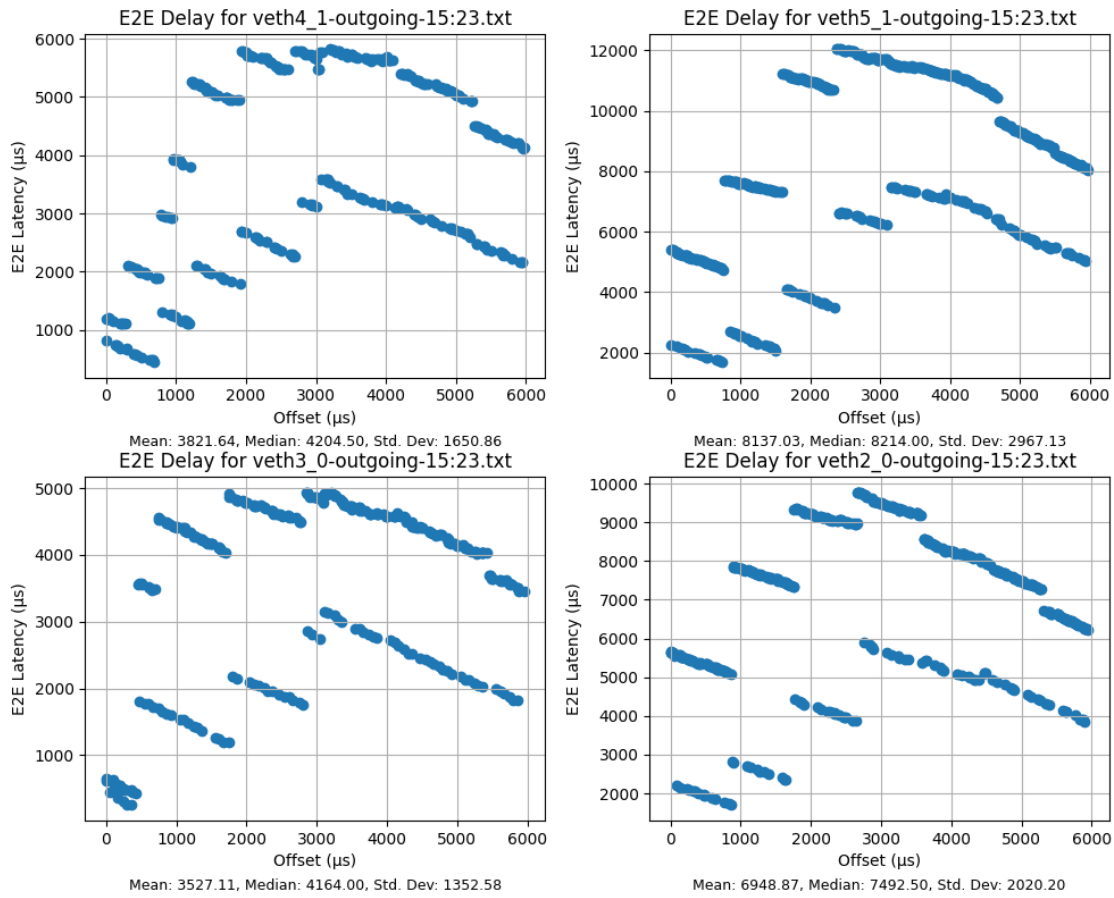 E2E Delay for veth4_1-outgoing-15:23.txt
E2E Latency (µs)
6000
5000
4000
3000
2000
1000
0 1000 2000 3000 4000 5000 6000
Offset (µs)
Mean: 3821.64, Median: 4204.50, Std. Dev: 1650.86
E2E Delay for veth5_1-outgoing-15:23.txt
E2E Latency (µs)
12000
10000
8000
6000
4000
2000
0 1000 2000 3000 4000 5000 6000
Offset (µs)
Mean: 8137.03, Median: 8214.00, Std. Dev: 2967.13
E2E Delay for veth3_0-outgoing-15:23.txt
E2E Latency (µs)
5000
4000
3000
2000
1000
0 1000 2000 3000 4000 5000 6000
Offset (µs)
Mean: 3527.11, Median: 4164.00, Std. Dev: 1352.58
E2E Delay for veth2_0-outgoing-15:23.txt
E2E Latency (µs)
10000
9000
8000
7000
6000
5000
4000
3000
2000
0 1000 2000 3000 4000 5000 6000
Offset (µs)
Mean: 6948.87, Median: 7492.50, Std. Dev: 2020.20